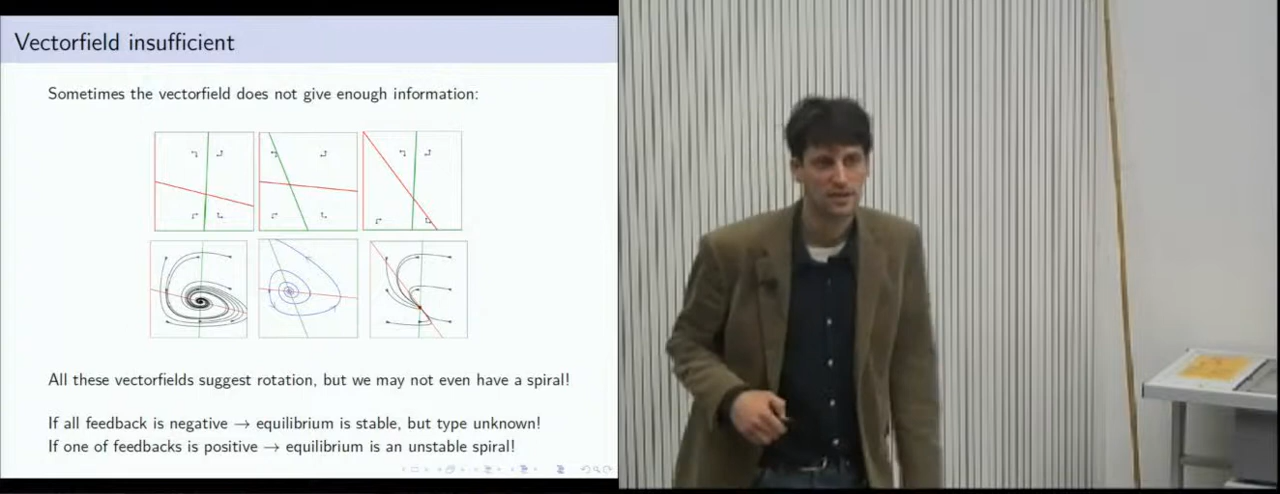 Vectorfield insufficient
Sometimes the vectorfield does not give enough information:
All these vectorfields suggest rotation, but we may not even have a spiral!
If all feedback is negative → equilibrium is stable, but type unknown!
If one of feedbacks is positive → equilibrium is an unstable spiral!